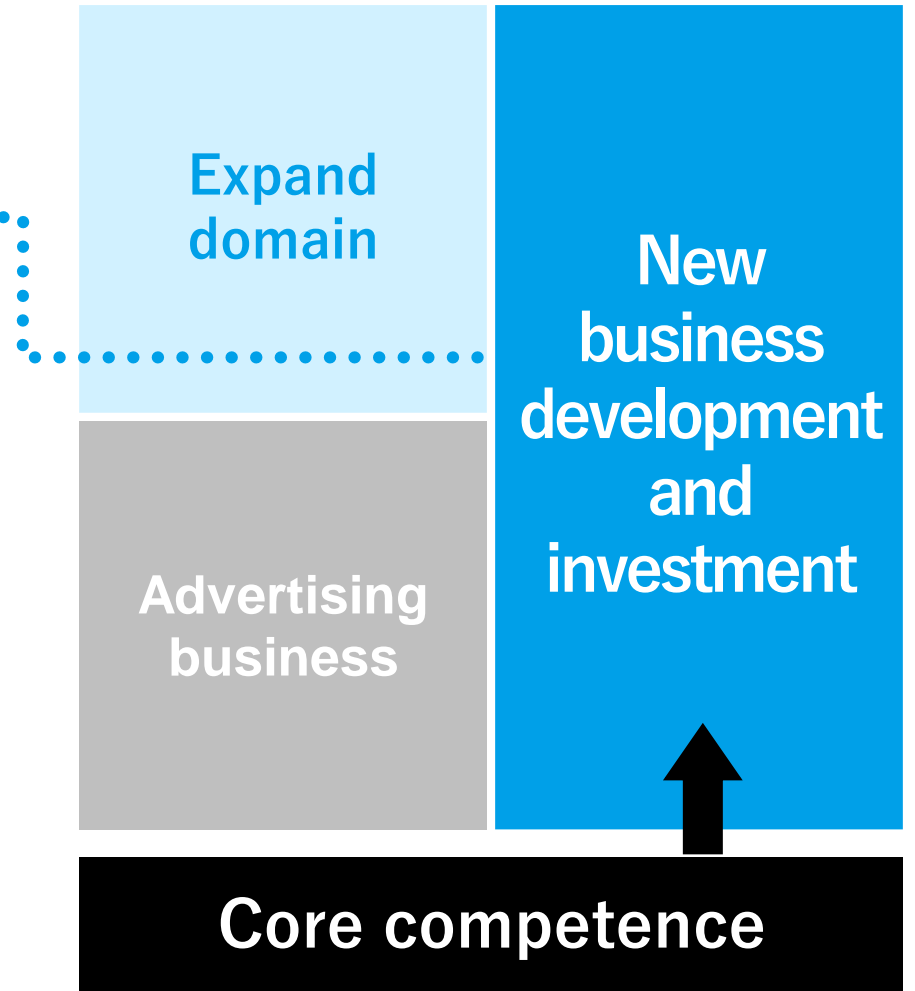 Expand
domain
New
business
development
and
investment
Advertising
business
Core competence